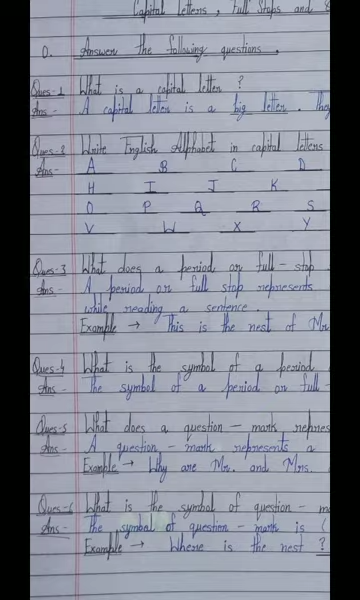 Capital Letters, Full Stops and
Q. Answer the following questions.
Ques-1 What is a capital letter ?
Ans- A capital letter is a big letter. They
Ques-2 Write English Alphabet in capital letters
Ans- A B C D
H I J K
O P Q R S
V W X Y
Ques-3 What does a period or full-stop
Ans- A period or full stop represents
while reading a sentence.
Example → This is the nest of Mr
Ques-4 What is the symbol of a period
Ans- The symbol of a period or full-
Ques-5 What does a question-mark
Ans- A question-mark represents a
Example → Why are Mr. and Mrs.
Ques-6 What is the symbol of question-
Ans- The symbol of question-mark is (
Example → Where is the nest ?